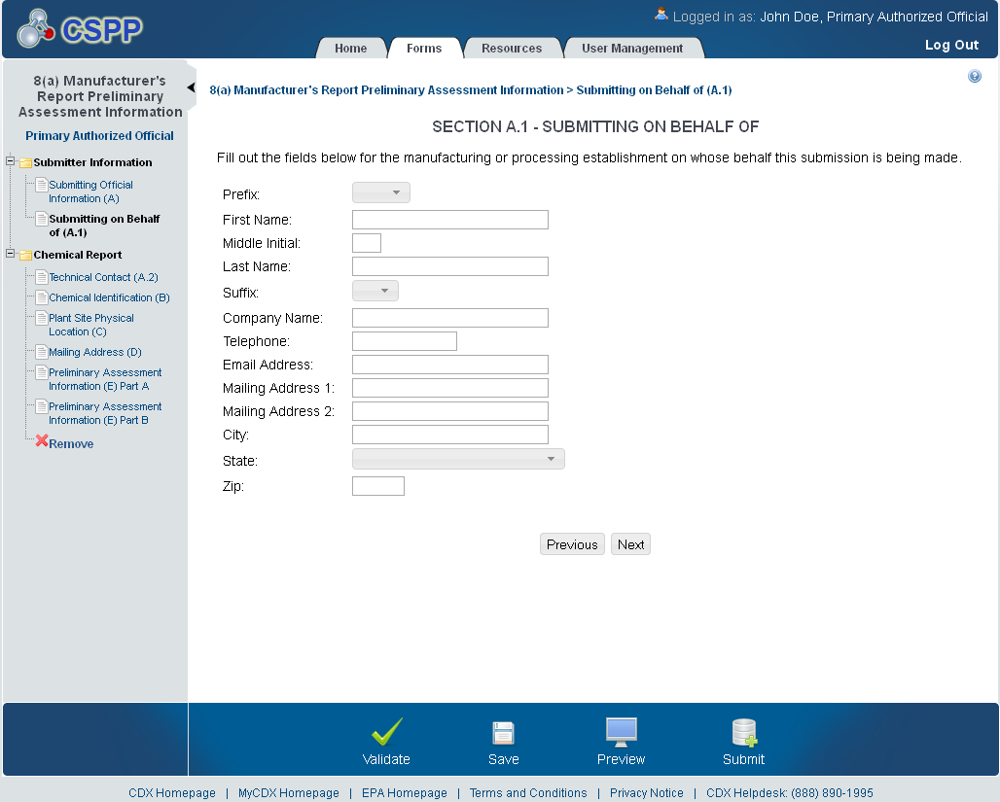 CSPP
Logged in as: John Doe, Primary Authorized Official
Home Forms Resources User Management
Log Out
8(a) Manufacturer's
Report Preliminary
Assessment Information
Primary Authorized Official
Submitter Information
Submitting Official
Information (A)
Submitting on Behalf
of (A.1)
Chemical Report
Technical Contact (A.2)
Chemical Identification (B)
Plant Site Physical
Location (C)
Mailing Address (D)
Preliminary Assessment
Information (E) Part A
Preliminary Assessment
Information (E) Part B
Remove
8(a) Manufacturer's Report Preliminary Assessment Information > Submitting on Behalf of (A.1)
SECTION A.1 - SUBMITTING ON BEHALF OF
Fill out the fields below for the manufacturing or processing establishment on whose behalf this submission is being made.
Prefix:
First Name:
Middle Initial:
Last Name:
Suffix:
Company Name:
Telephone:
Email Address:
Mailing Address 1:
Mailing Address 2:
City:
State:
Zip:
Previous Next
Validate Save Preview Submit
CDX Homepage | MyCDX Homepage | EPA Homepage | Terms and Conditions | Privacy Notice | CDX Helpdesk: (888) 890-1995